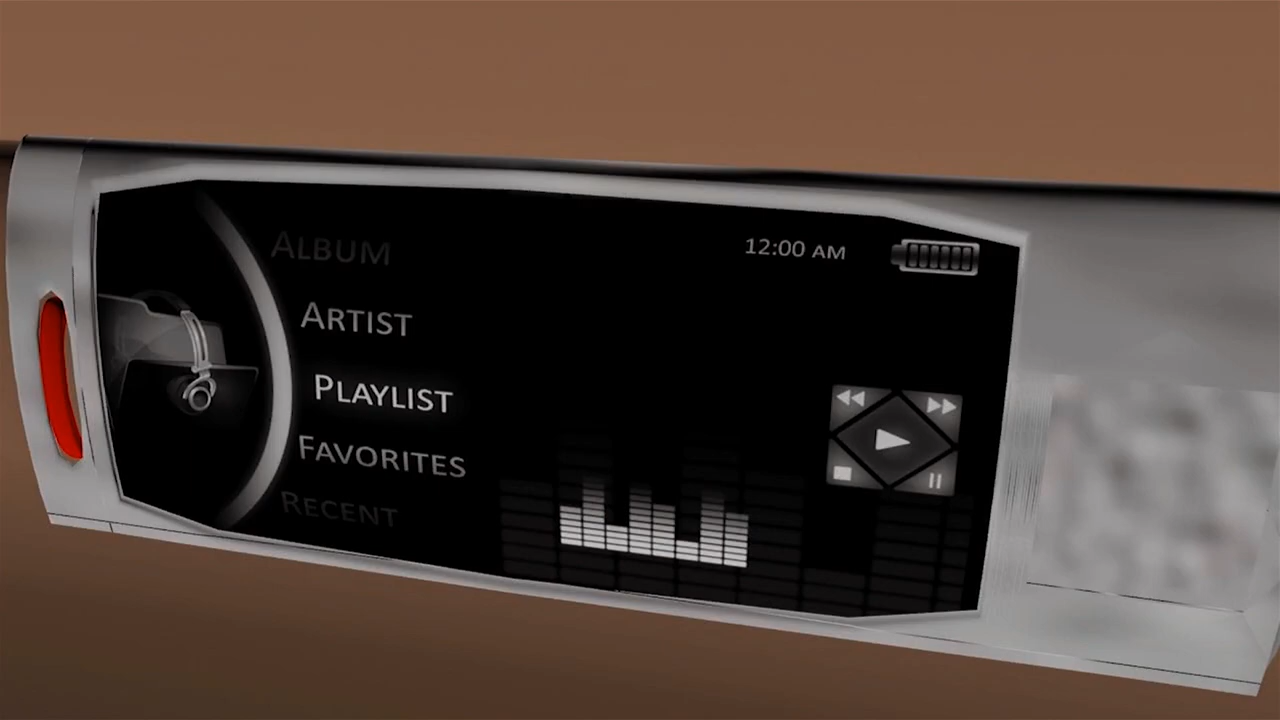 ALBUM
12:00 AM
ARTIST
PLAYLIST
FAVORITES
RECENT